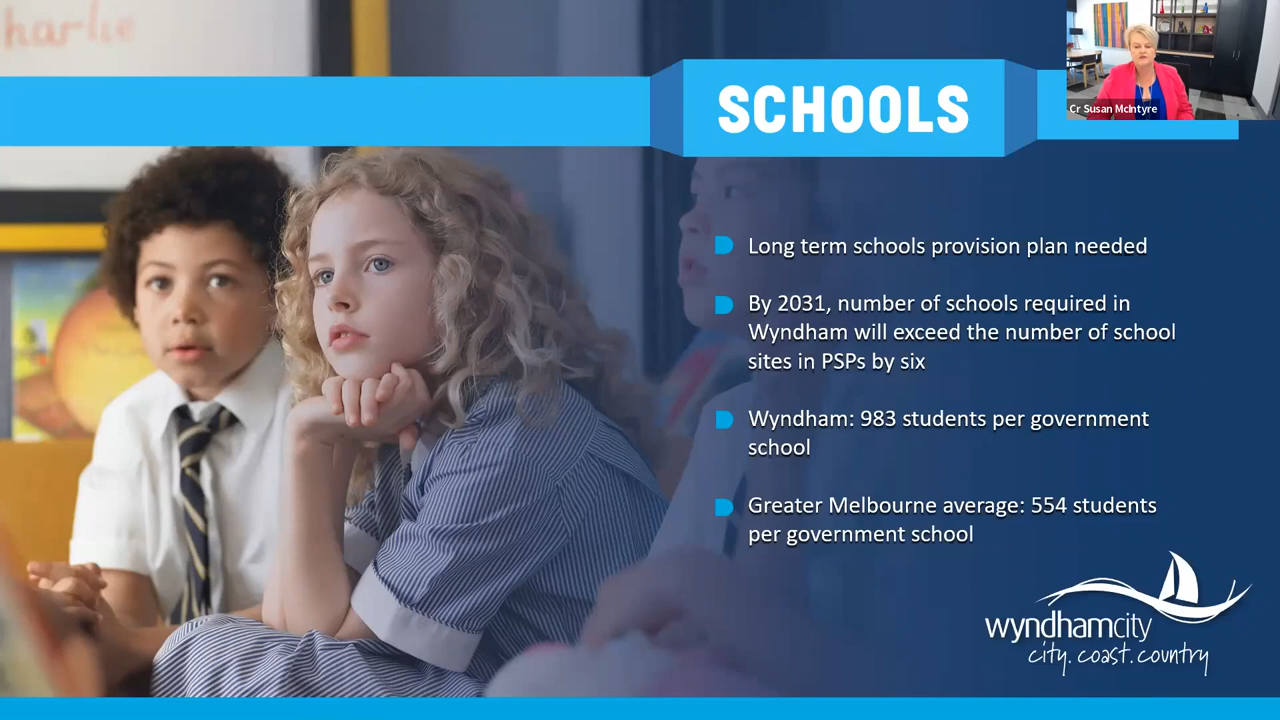 harlie
SCHOOLS
Cr Susan McIntyre
Long term schools provision plan needed
By 2031, number of schools required in
Wyndham will exceed the number of school
sites in PSPs by six
Wyndham: 983 students per government
school
Greater Melbourne average: 554 students
per government school
wyndhamcity
city. coast. country